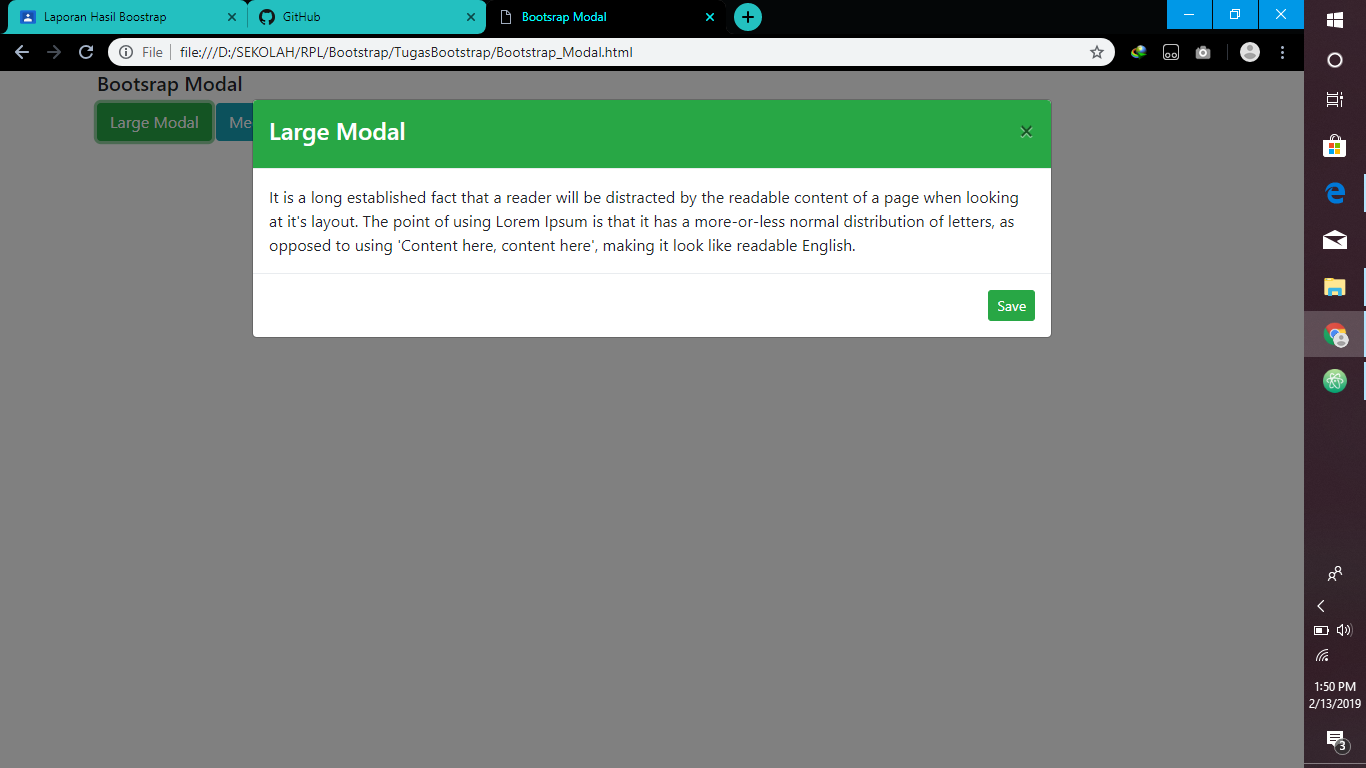 Laporan Hasil Boostrap
GitHub
Bootsrap Modal
File
file:///D:/SEKOLAH/RPL/Bootstrap/TugasBootstrap/Bootstrap_Modal.html
Bootsrap Modal
Large Modal
Large Modal
It is a long established fact that a reader will be distracted by the readable content of a page when looking
at it's layout. The point of using Lorem Ipsum is that it has a more-or-less normal distribution of letters, as
opposed to using 'Content here, content here', making it look like readable English.
Save
1:50 PM
2/13/2019
3